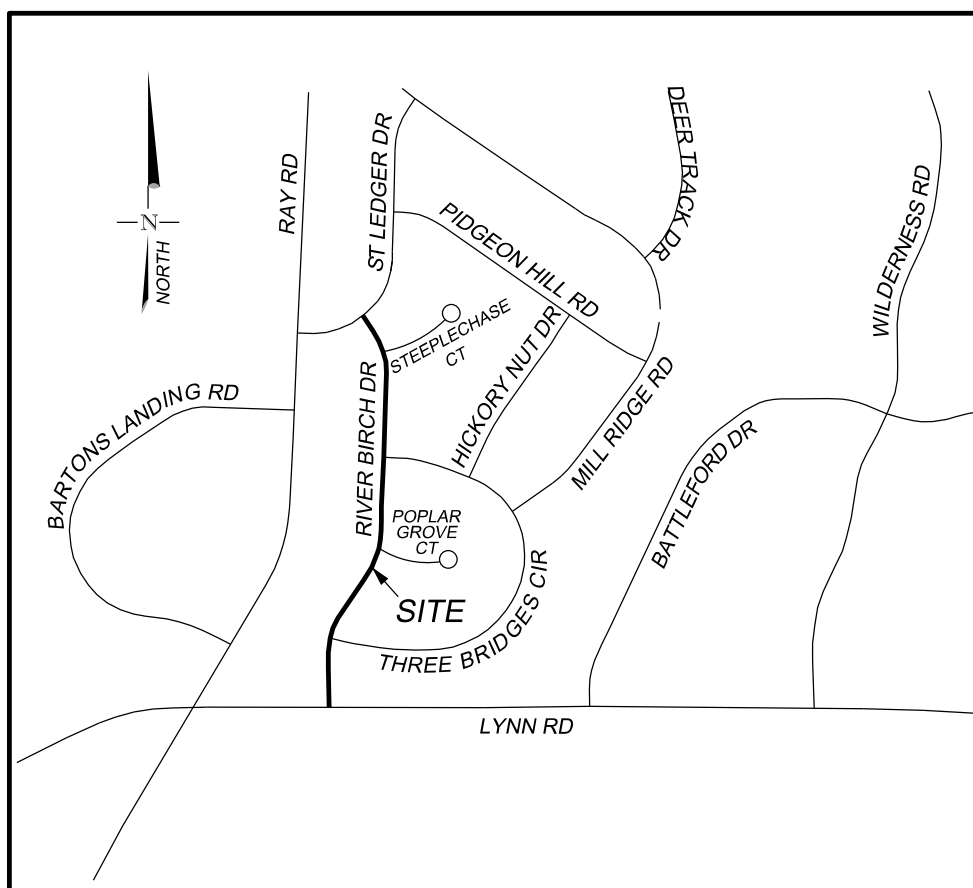 DEER TRACK DR
ST LEDGER DR
RAY RD
WILDERNESS RD
PIDGEON HILL RD
N
NORTH
STEEPLECHASE
CT
HICKORY NUT DR
BARTONS LANDING RD
RIVER BIRCH DR
MILL RIDGE RD
BATTLEFORD DR
POPLAR
GROVE
CT
SITE
THREE BRIDGES CIR
LYNN RD